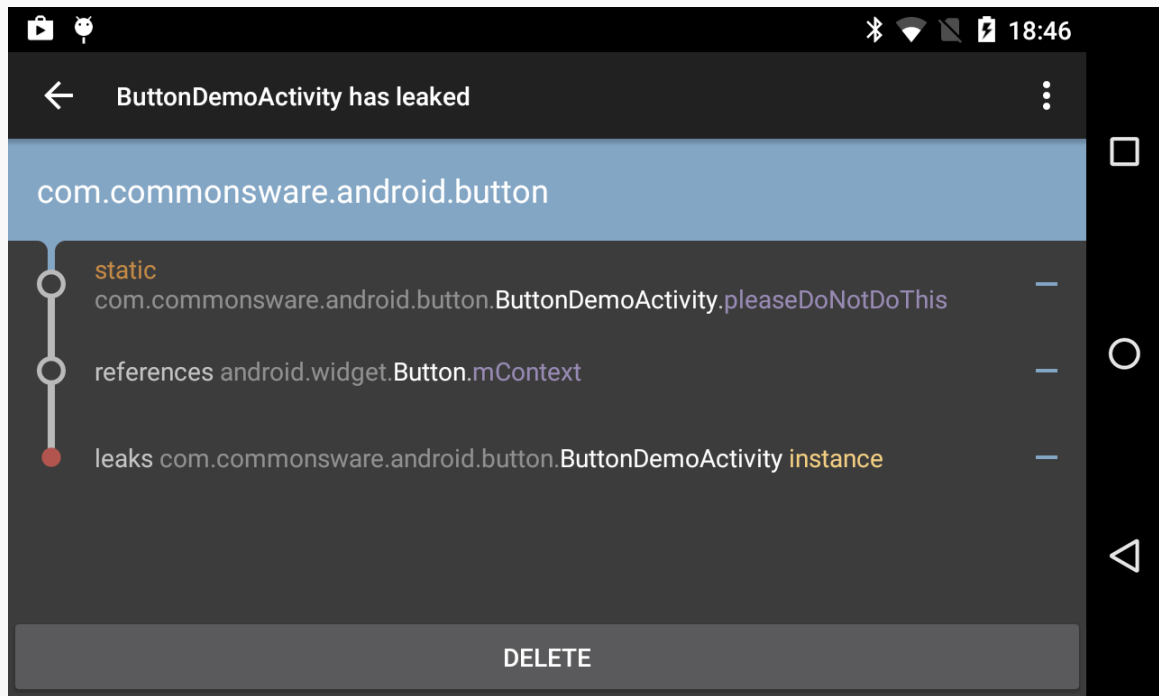 18:46
ButtonDemoActivity has leaked
com.commonsware.android.button
static
com.commonsware.android.button.ButtonDemoActivity.pleaseDoNotDoThis
references android.widget.Button.mContext
leaks com.commonsware.android.button.ButtonDemoActivity instance
DELETE